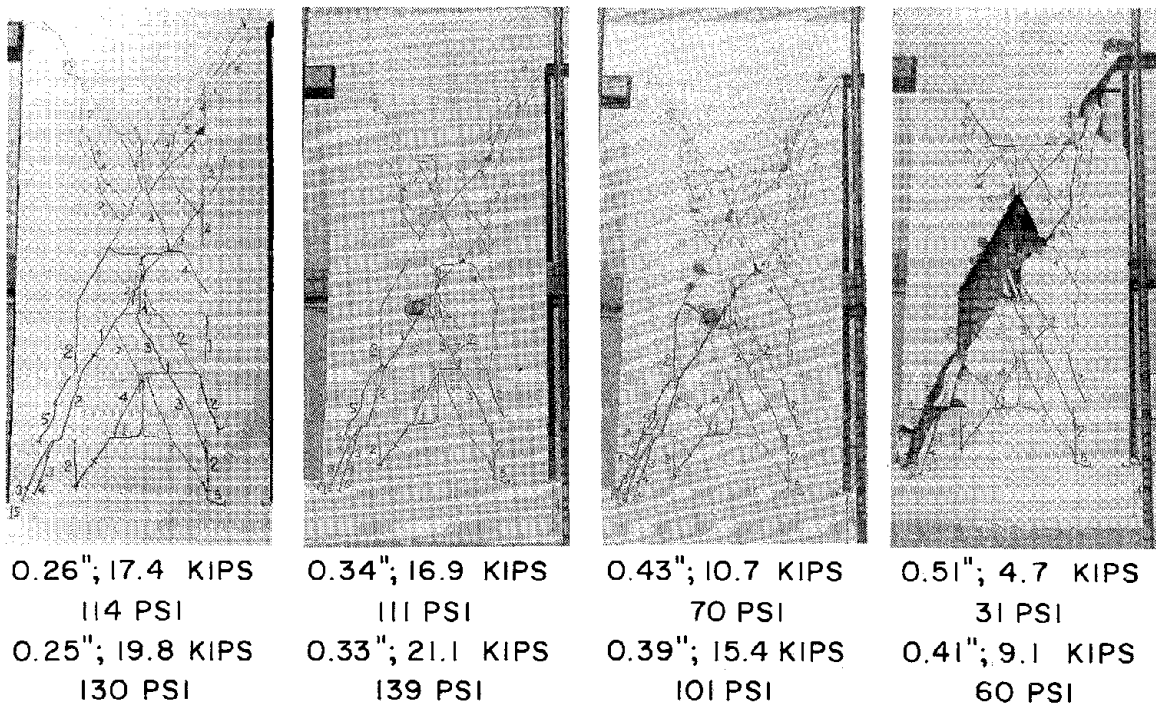 0.26"; 17.4 KIPS
114 PSI
0.25"; 19.8 KIPS
130 PSI
0.34"; 16.9 KIPS
111 PSI
0.33"; 21.1 KIPS
139 PSI
0.43"; 10.7 KIPS
70 PSI
0.39"; 15.4 KIPS
101 PSI
0.51"; 4.7 KIPS
31 PSI
0.41"; 9.1 KIPS
60 PSI